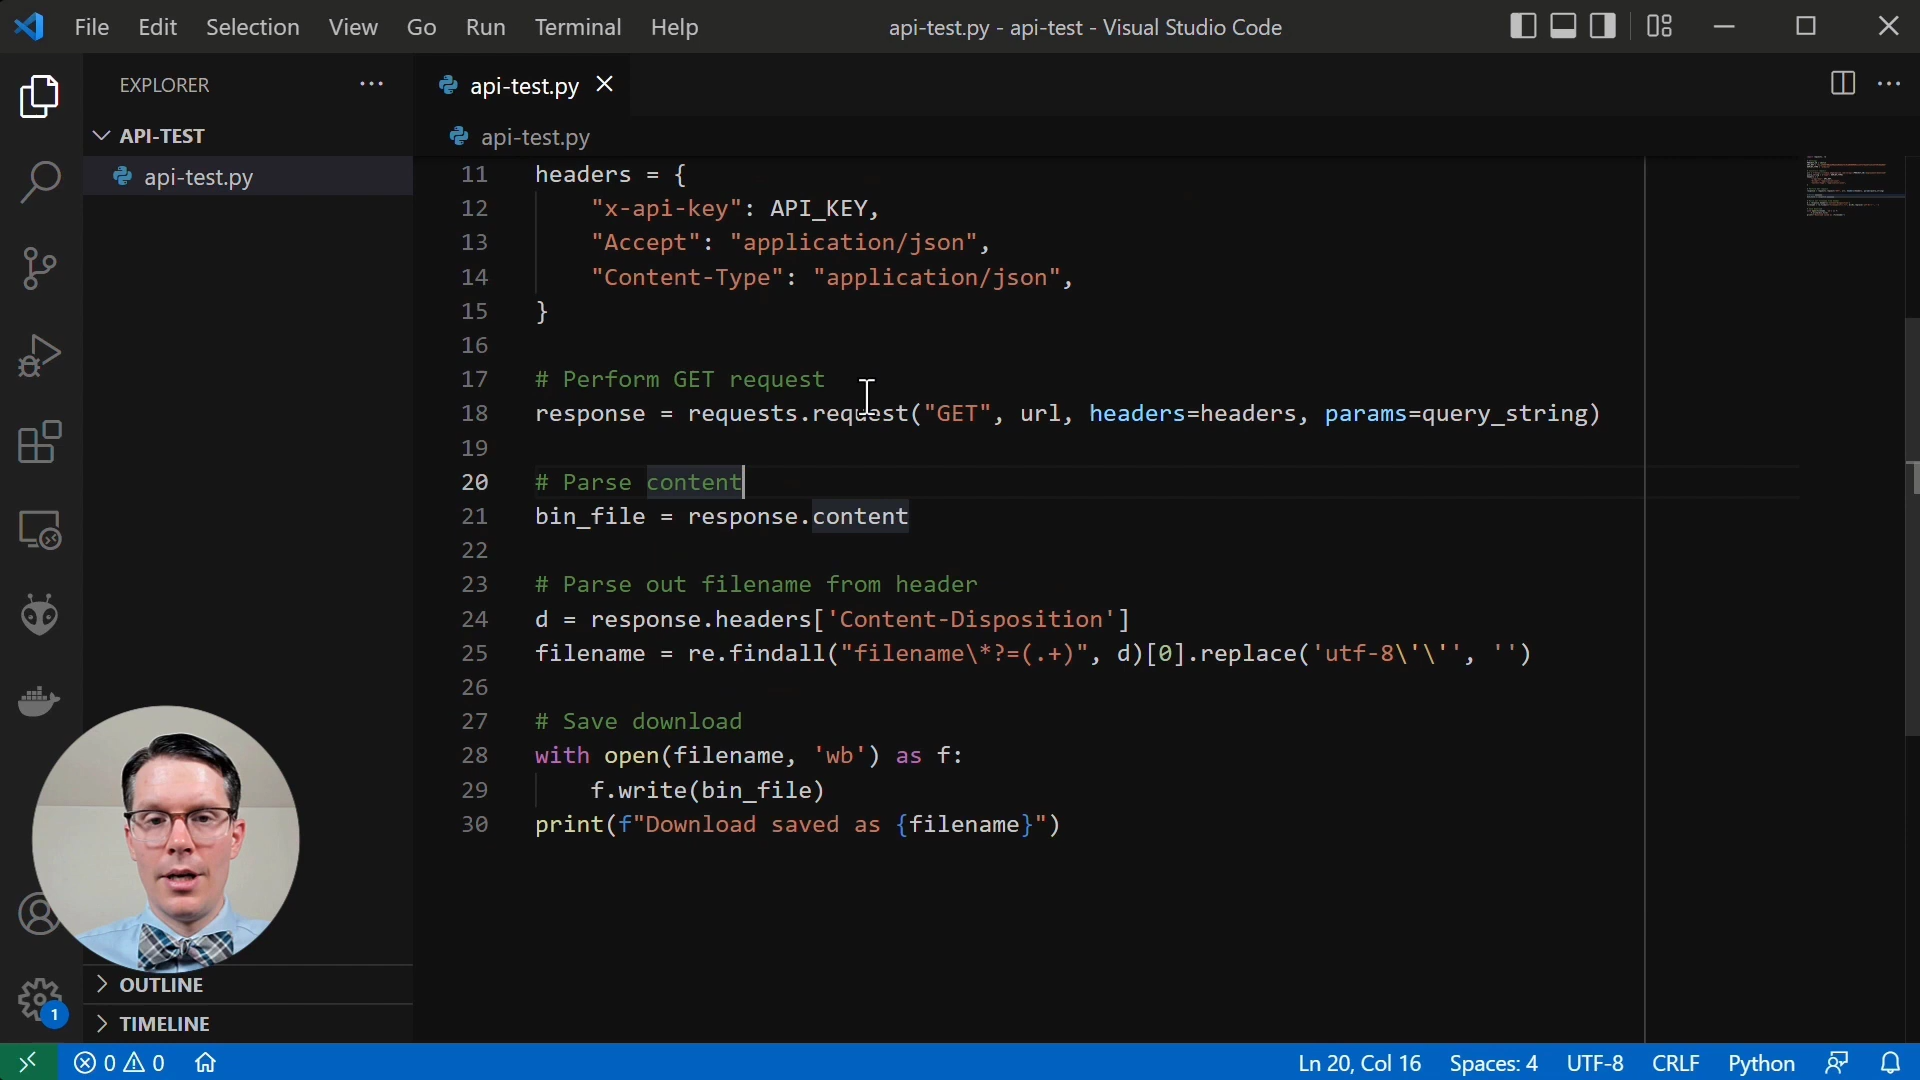 File Edit Selection View Go Run Terminal Help
api-test.py - api-test - Visual Studio Code
EXPLORER
api-test.py
API-TEST
api-test.py
api-test.py
11 headers = {
12     "x-api-key": API_KEY,
13     "Accept": "application/json",
14     "Content-Type": "application/json",
15 }
16
17 # Perform GET request
18 response = requests.request("GET", url, headers=headers, params=query_string)
19
20 # Parse content
21 bin_file = response.content
22
23 # Parse out filename from header
24 d = response.headers['Content-Disposition']
25 filename = re.findall("filename\*?=(.+)", d)[0].replace('utf-8\'\'', '')
26
27 # Save download
28 with open(filename, 'wb') as f:
29     f.write(bin_file)
30 print(f"Download saved as {filename}")
OUTLINE
1
TIMELINE
0 0
Ln 20, Col 16 Spaces: 4 UTF-8 CRLF Python